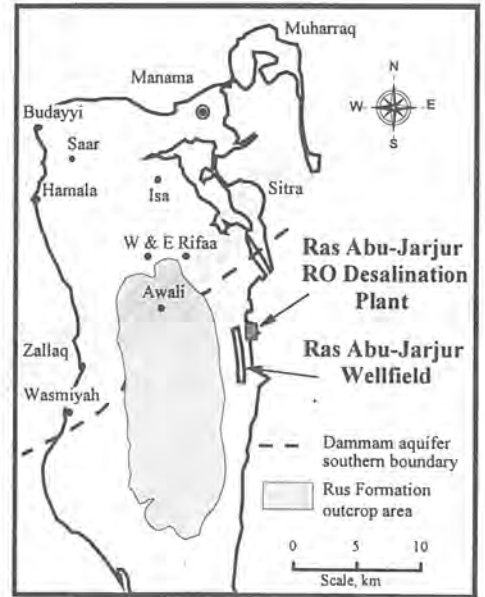 Muharraq
Manama
N
W
E
S
Budayyi
Saar
Hamala
Isa
Sitra
W & E Rifaa
Ras Abu-Jarjur
RO Desalination
Plant
Awali
Ras Abu-Jarjur
Wellfield
Zallaq
Wasmiyah
Dammam aquifer
southern boundary
Rus Formation
outcrop area
0 5 10
Scale, km